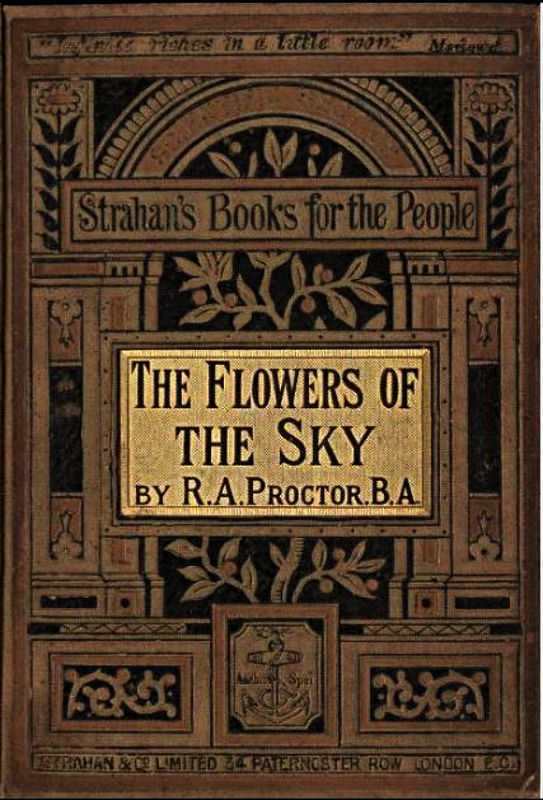 "Infinite riches in a little room" Marlowe.
Strahan's Books for the People
THE FLOWERS OF
THE SKY
BY R.A. PROCTOR, B.A.
Anchora Spei
STRAHAN & Co LIMITED 34 PATERNOSTER ROW LONDON E.C.